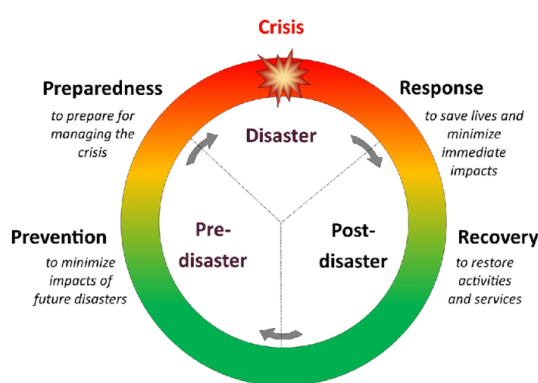 Crisis
Preparedness
to prepare for
managing the
crisis
Response
to save lives and
minimize
immediate
impacts
Disaster
Prevention
to minimize
impacts of
future disasters
Pre-
disaster
Post-
disaster
Recovery
to restore
activities
and services